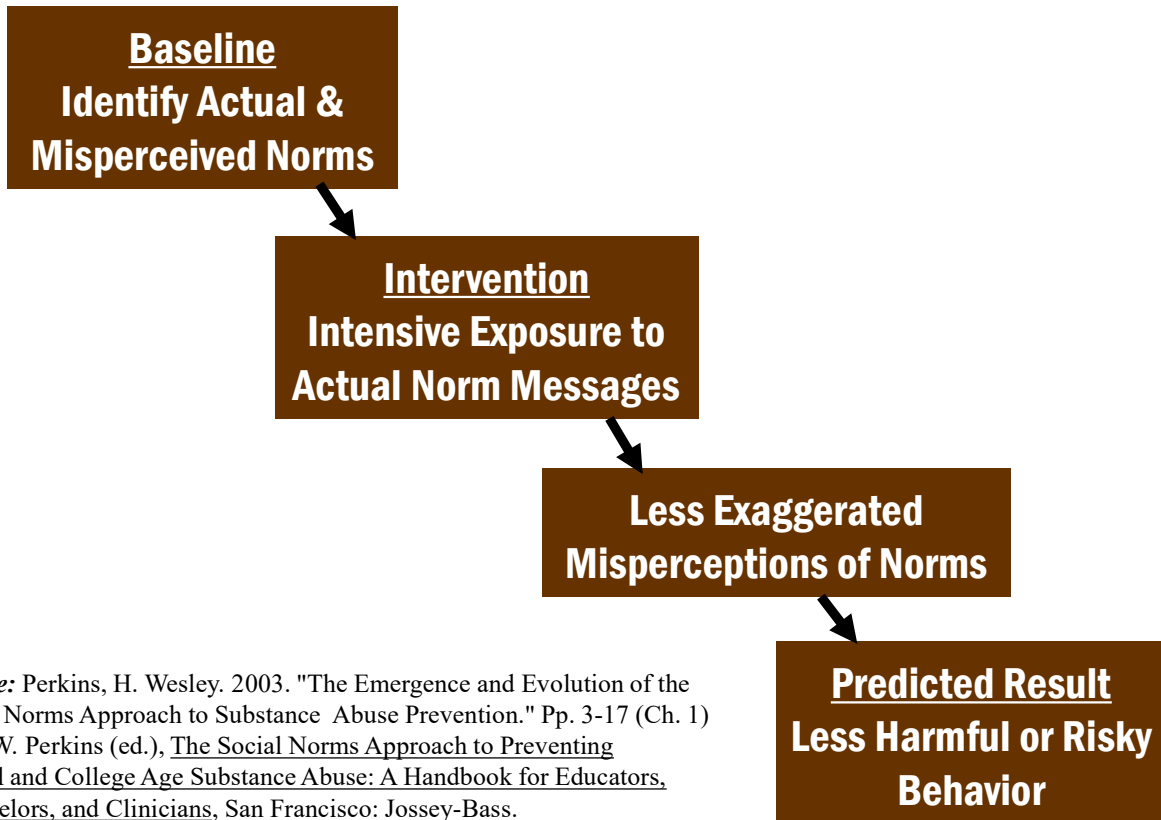 Baseline
Identify Actual &
Misperceived Norms
Intervention
Intensive Exposure to
Actual Norm Messages
Less Exaggerated
Misperceptions of Norms
Predicted Result
Less Harmful or Risky
Behavior
e: Perkins, H. Wesley. 2003. "The Emergence and Evolution of the
Norms Approach to Substance Abuse Prevention." Pp. 3-17 (Ch. 1)
W. Perkins (ed.), The Social Norms Approach to Preventing
l and College Age Substance Abuse: A Handbook for Educators,
elors, and Clinicians, San Francisco: Jossey-Bass.